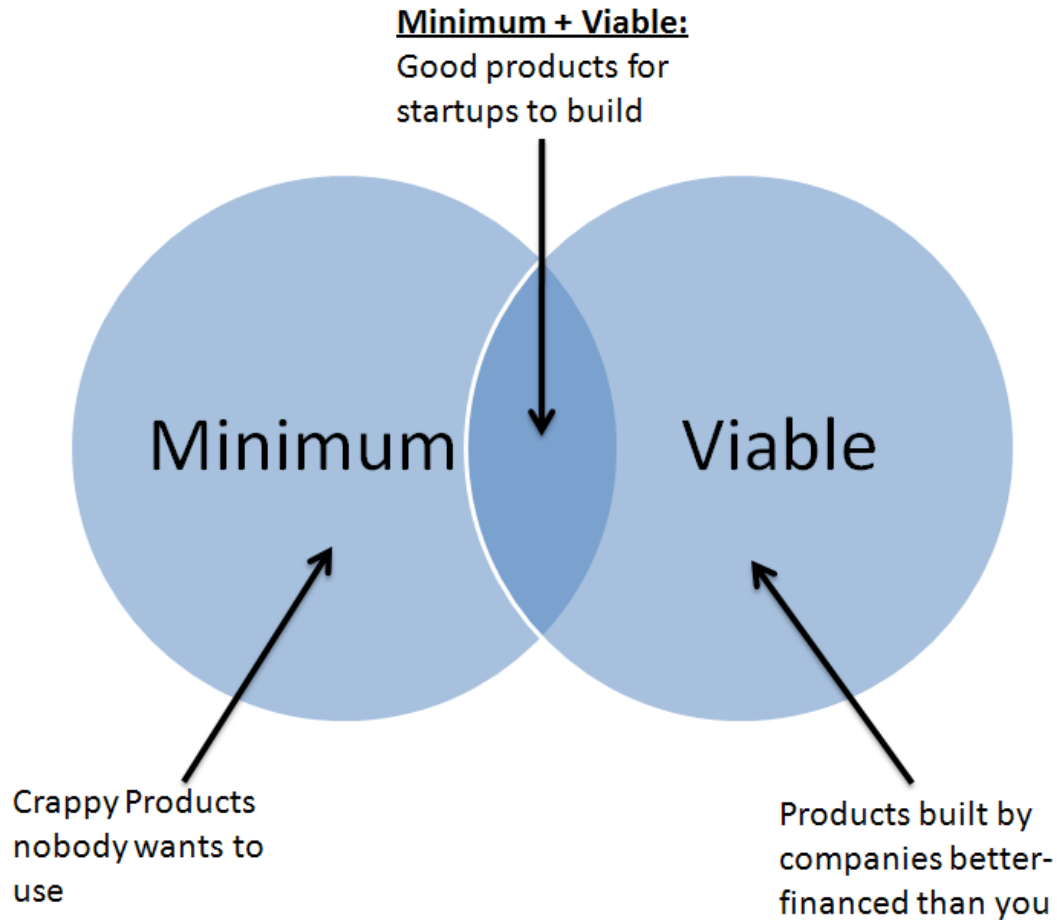 Minimum + Viable:
Good products for
startups to build
Minimum
Viable
Crappy Products
nobody wants to
use
Products built by
companies better-
financed than you